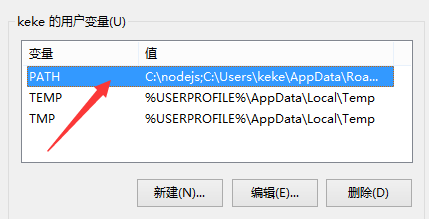 keke 的用户变量(U)
变量 值
PATH C:\nodejs;C:\Users\keke\AppData\Roa...
TEMP %USERPROFILE%\AppData\Local\Temp
TMP %USERPROFILE%\AppData\Local\Temp
新建(N)... 编辑(E)... 删除(D)